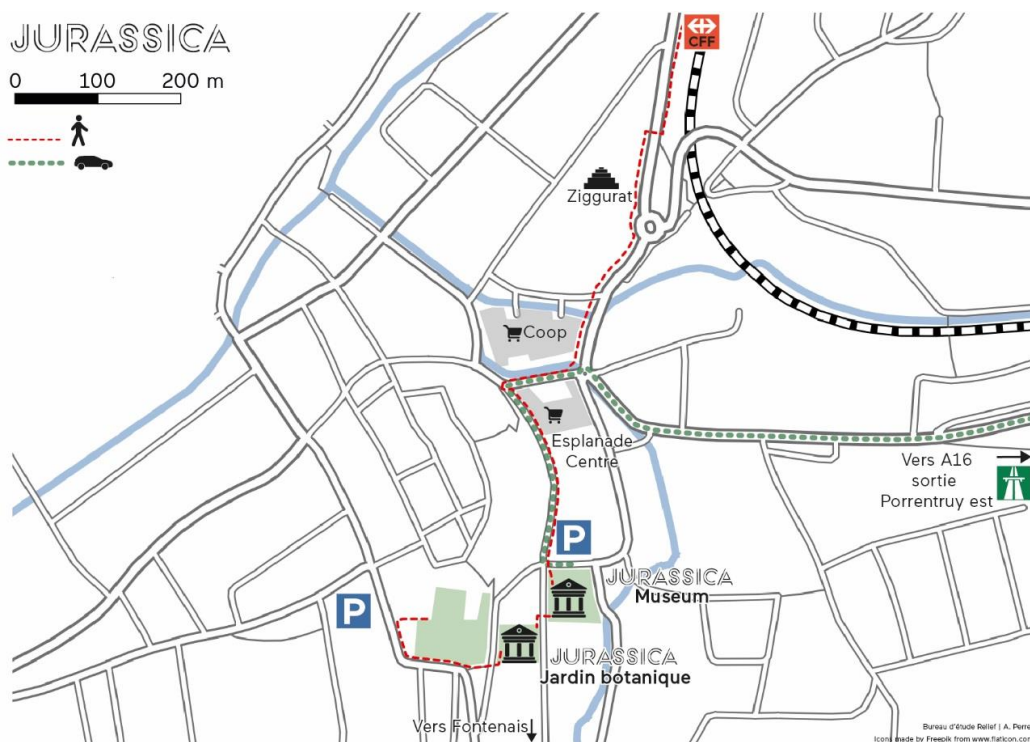 JURASSICA
0 100 200 m
CFF
Ziggurat
Coop
Esplanade
Centre
Vers A16
sortie
Porrentruy est
P
JURASSICA
Museum
P
JURASSICA
Jardin botanique
Vers Fontenais
Bureau d'étude Relief | A. Perre
Icons made by Freepik from www.flaticon.com